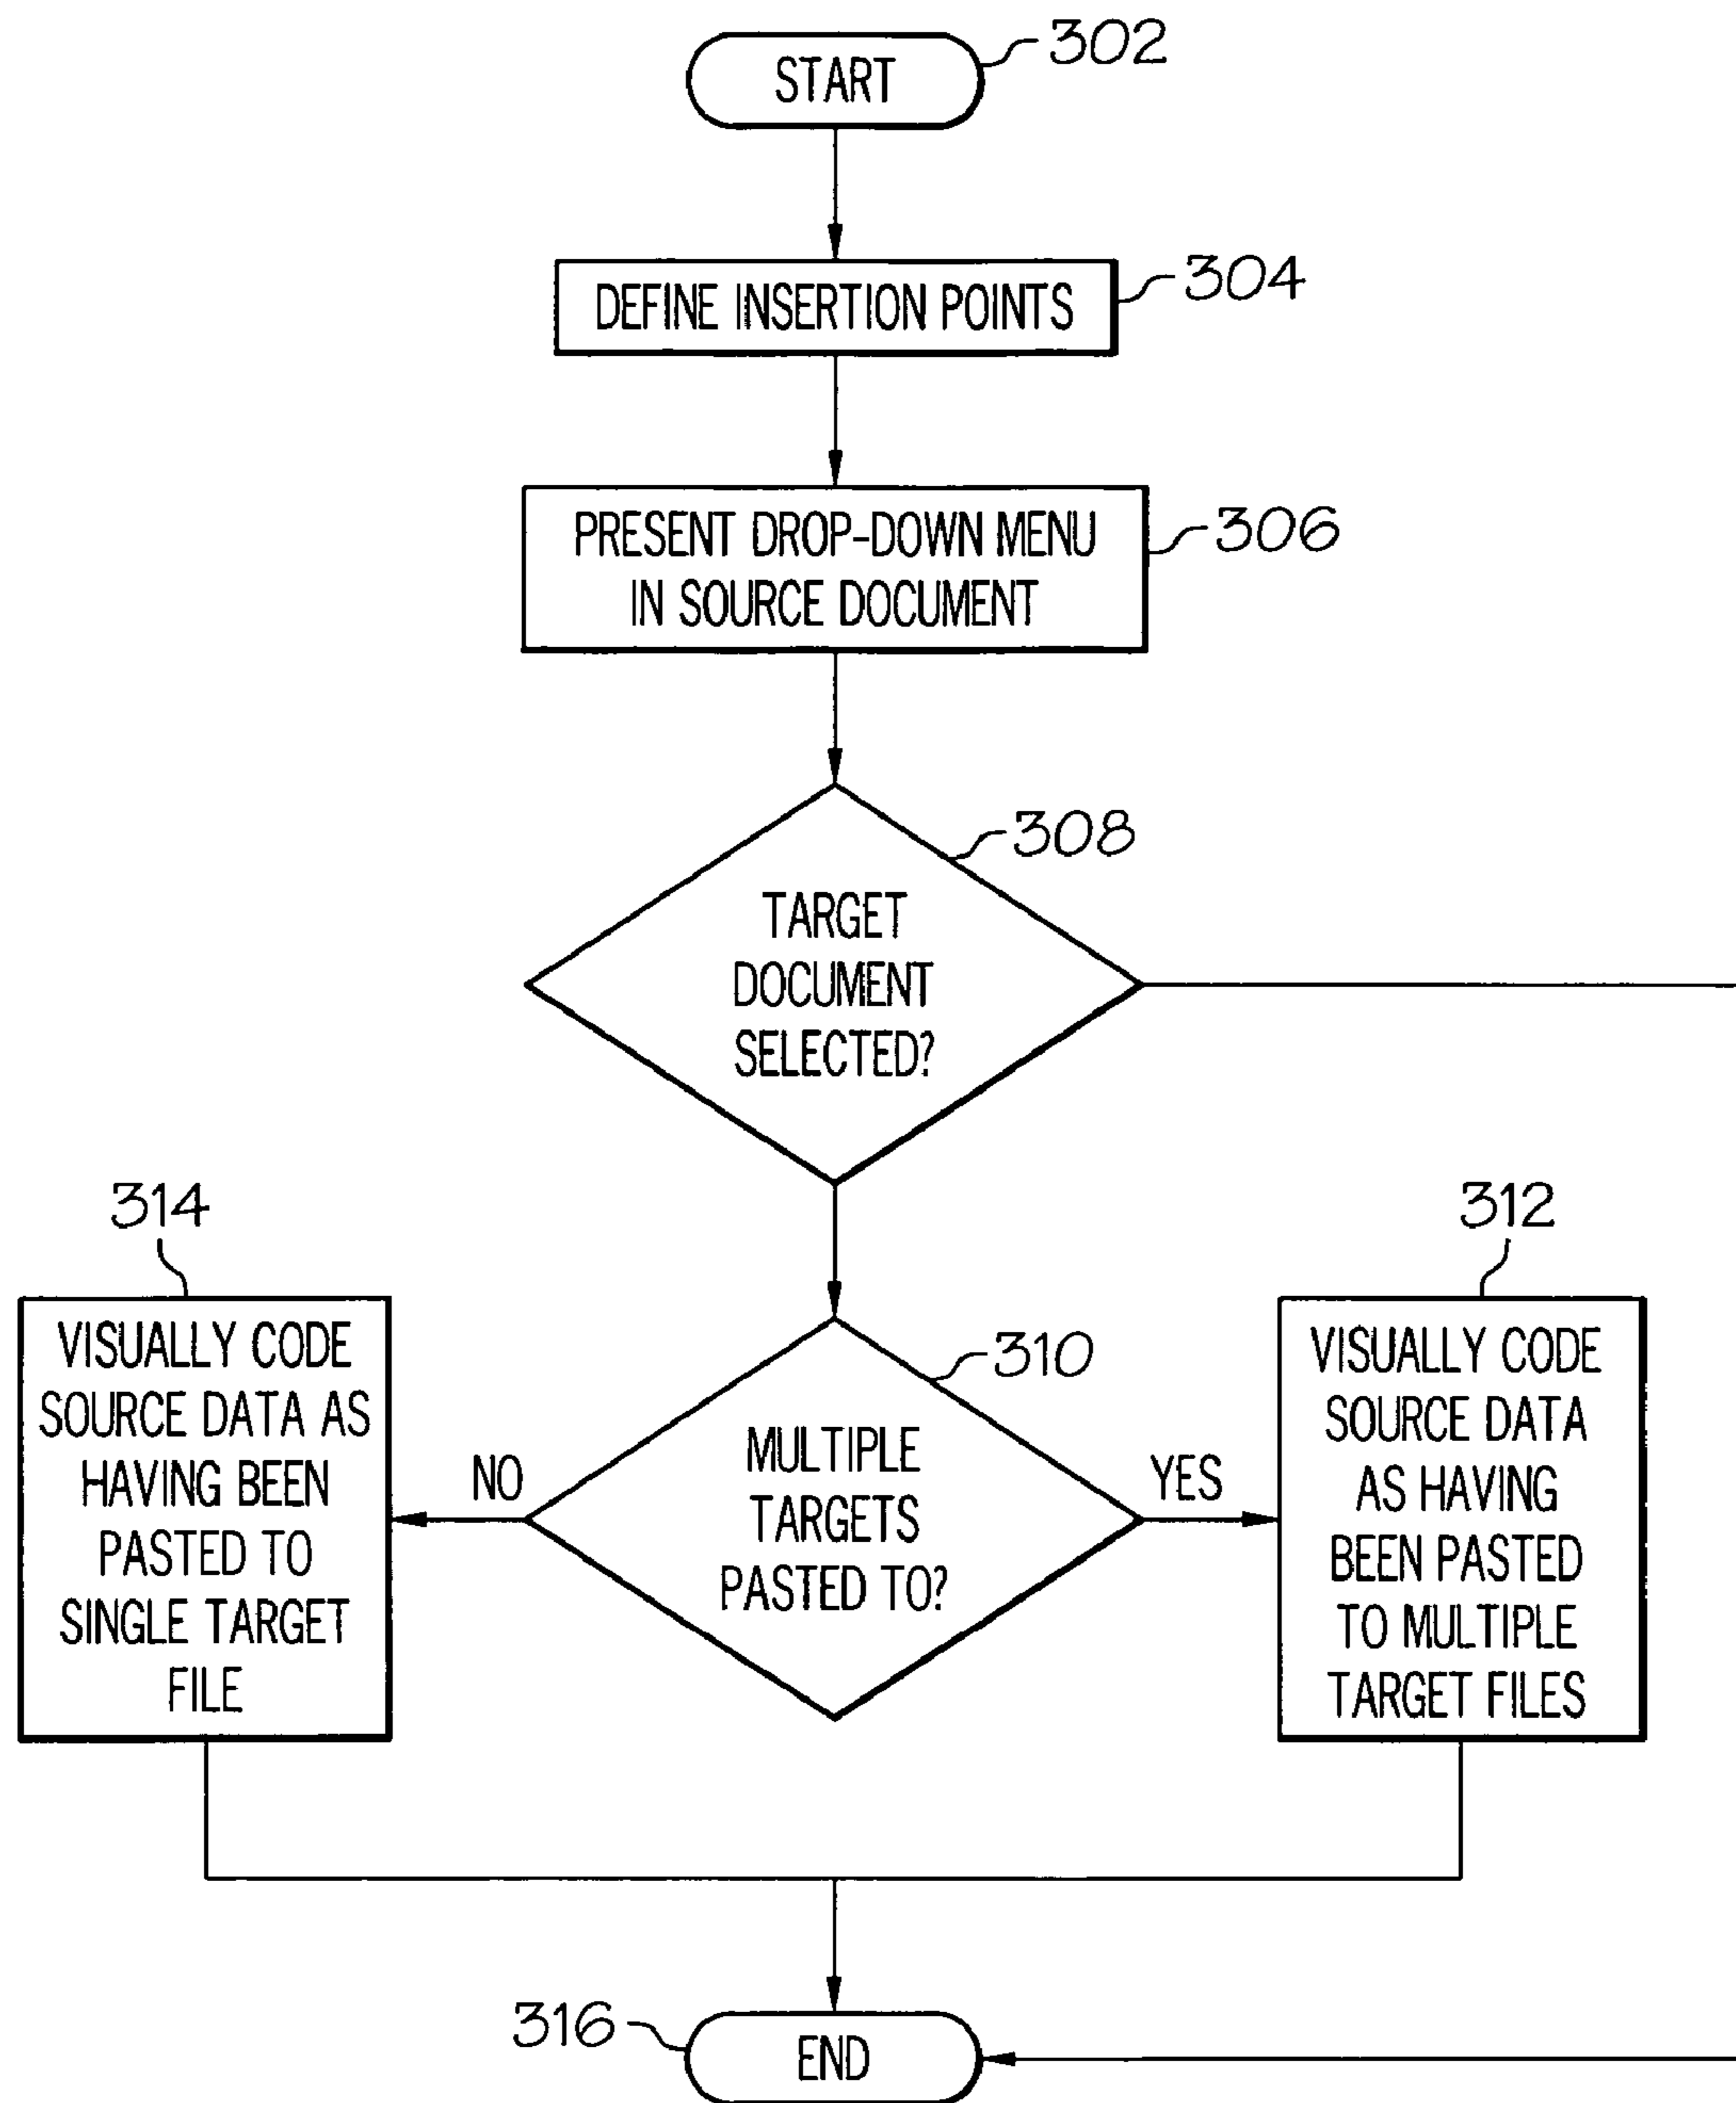 302
START
304
DEFINE INSERTION POINTS
306
PRESENT DROP-DOWN MENU
IN SOURCE DOCUMENT
308
TARGET
DOCUMENT
SELECTED?
314
VISUALLY CODE
SOURCE DATA AS
HAVING BEEN
PASTED TO
SINGLE TARGET
FILE
NO
310
MULTIPLE
TARGETS
PASTED TO?
YES
312
VISUALLY CODE
SOURCE DATA
AS HAVING
BEEN PASTED
TO MULTIPLE
TARGET FILES
316
END